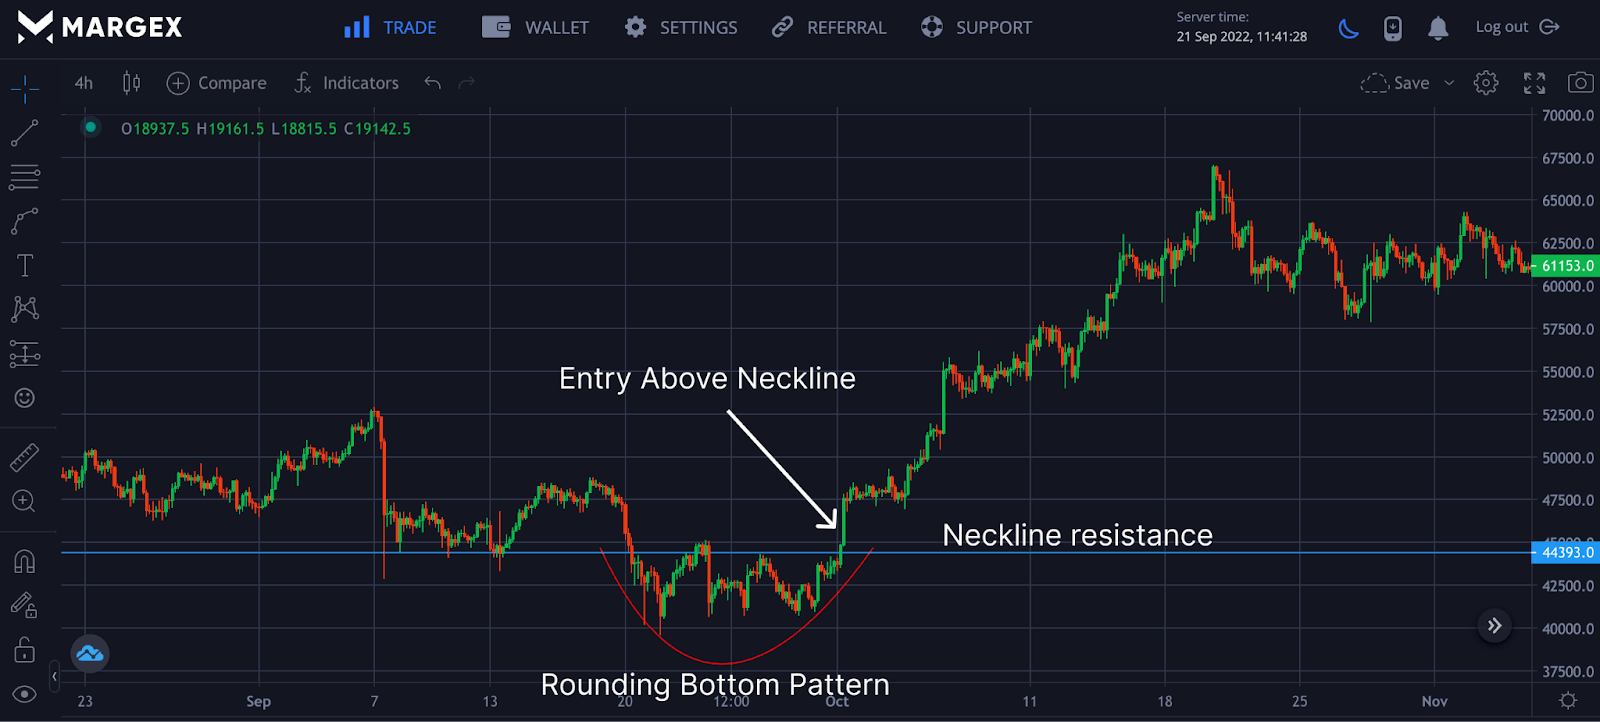 MARGEX
TRADE
WALLET
SETTINGS
REFERRAL
SUPPORT
Server time:
21 Sep 2022, 11:41:28
Log out
4h
Compare
Indicators
Save
O18937.5 H19161.5 L18815.5 C19142.5
70000.0
67500.0
65000.0
62500.0
61153.0
60000.0
57500.0
55000.0
52500.0
50000.0
47500.0
45000.0
44393.0
42500.0
40000.0
37500.0
Entry Above Neckline
Neckline resistance
Rounding Bottom Pattern
23
Sep
7
13
20
12:00
Oct
11
18
25
Nov